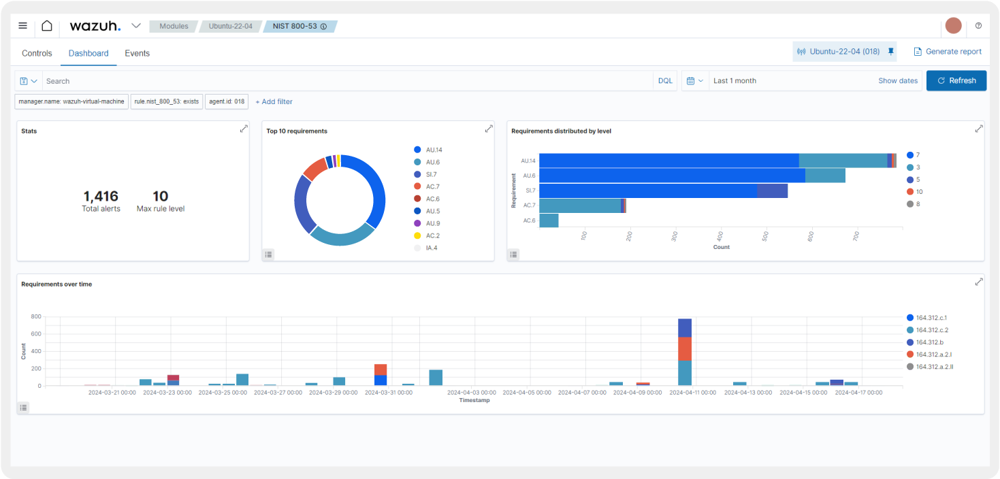 wazuh.
Modules
Ubuntu-22-04
NIST 800-53
Controls
Dashboard
Events
Ubuntu-22-04 (018)
Generate report
Search
DQL
Last 1 month
Show dates
Refresh
manager.name: wazuh-virtual-machine
rule.nist_800_53: exists
agent.id: 018
+ Add filter
Stats
1,416
Total alerts
10
Max rule level
Top 10 requirements
AU.14
AU.6
SI.7
AC.7
AC.6
AU.5
AU.9
AC.2
IA.4
Requirements distributed by level
Requirement
AU.14
AU.6
SI.7
AC.7
AC.6
100
200
300
400
500
600
700
Count
7
3
5
10
8
Requirements over time
Count
800
600
400
200
0
2024-03-21 00:00
2024-03-23 00:00
2024-03-25 00:00
2024-03-27 00:00
2024-03-29 00:00
2024-03-31 00:00
2024-04-03 00:00
2024-04-05 00:00
2024-04-07 00:00
2024-04-09 00:00
2024-04-11 00:00
2024-04-13 00:00
2024-04-15 00:00
2024-04-17 00:00
Timestamp
164.312.c.1
164.312.c.2
164.312.b
164.312.a.2.I
164.312.a.2.II